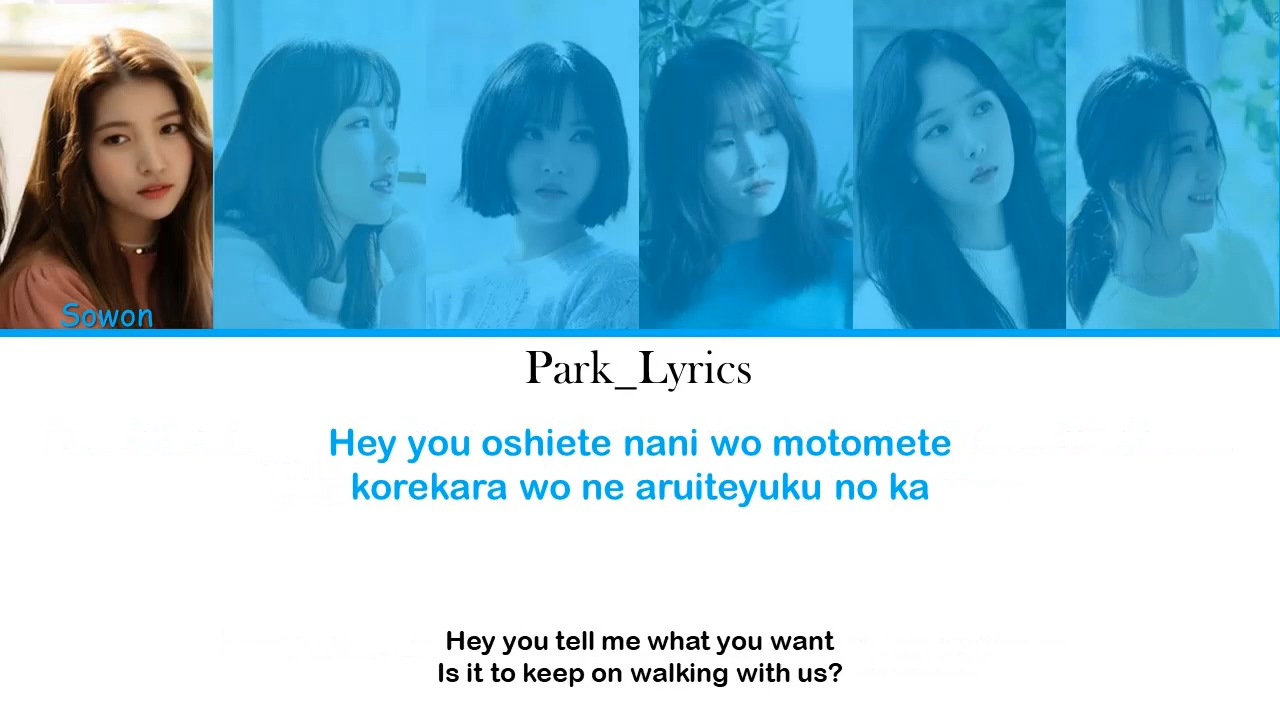 Sowon
Park_Lyrics
Hey you oshiete nani wo motomete
korekara wo ne aruiteyuku no ka
Hey you tell me what you want
Is it to keep on walking with us?